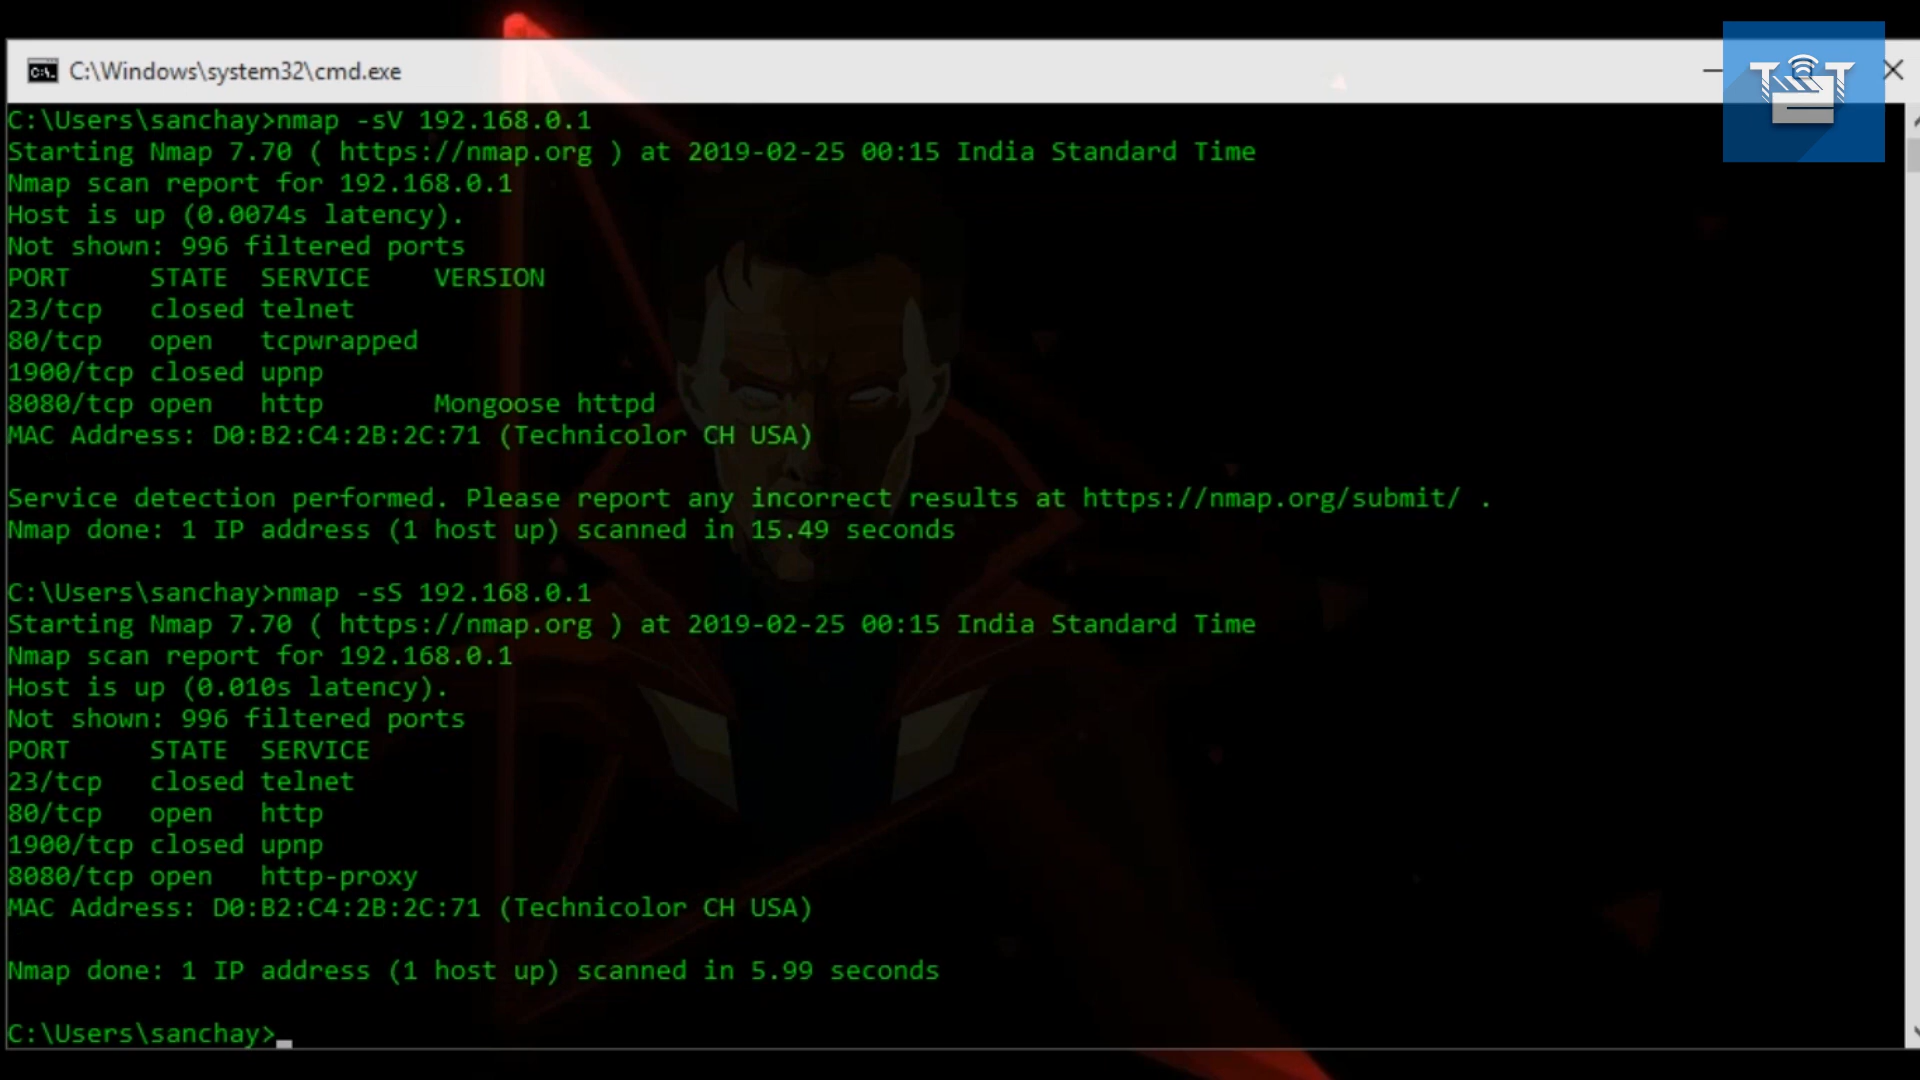 C:\Windows\system32\cmd.exe
TST
C:\Users\sanchay>nmap -sV 192.168.0.1
Starting Nmap 7.70 ( https://nmap.org ) at 2019-02-25 00:15 India Standard Time
Nmap scan report for 192.168.0.1
Host is up (0.0074s latency).
Not shown: 996 filtered ports
PORT     STATE  SERVICE    VERSION
23/tcp   closed telnet
80/tcp   open   tcpwrapped
1900/tcp closed upnp
8080/tcp open   http       Mongoose httpd
MAC Address: D0:B2:C4:2B:2C:71 (Technicolor CH USA)
Service detection performed. Please report any incorrect results at https://nmap.org/submit/ .
Nmap done: 1 IP address (1 host up) scanned in 15.49 seconds
C:\Users\sanchay>nmap -sS 192.168.0.1
Starting Nmap 7.70 ( https://nmap.org ) at 2019-02-25 00:15 India Standard Time
Nmap scan report for 192.168.0.1
Host is up (0.010s latency).
Not shown: 996 filtered ports
PORT     STATE  SERVICE
23/tcp   closed telnet
80/tcp   open   http
1900/tcp closed upnp
8080/tcp open   http-proxy
MAC Address: D0:B2:C4:2B:2C:71 (Technicolor CH USA)
Nmap done: 1 IP address (1 host up) scanned in 5.99 seconds
C:\Users\sanchay>